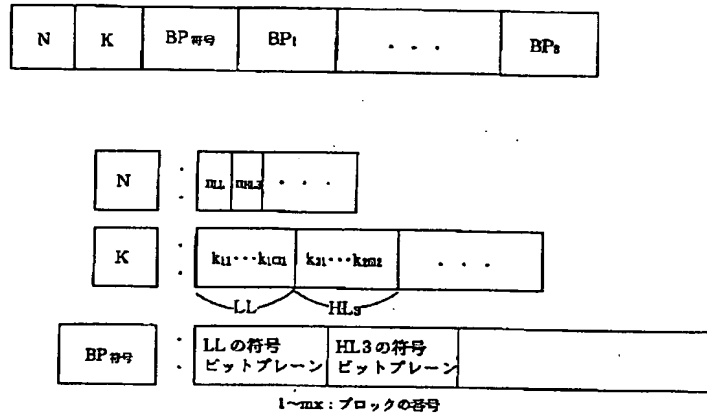 N K BP符号 BP1 ・・・ BP8
N : nLL nHL3 ・・・
K : k11・・・k1m1 k21・・・k2m2 ・・・
LL HL3
BP符号 : LLの符号 ビットプレーン HL3の符号 ビットプレーン
1～mx：ブロックの番号